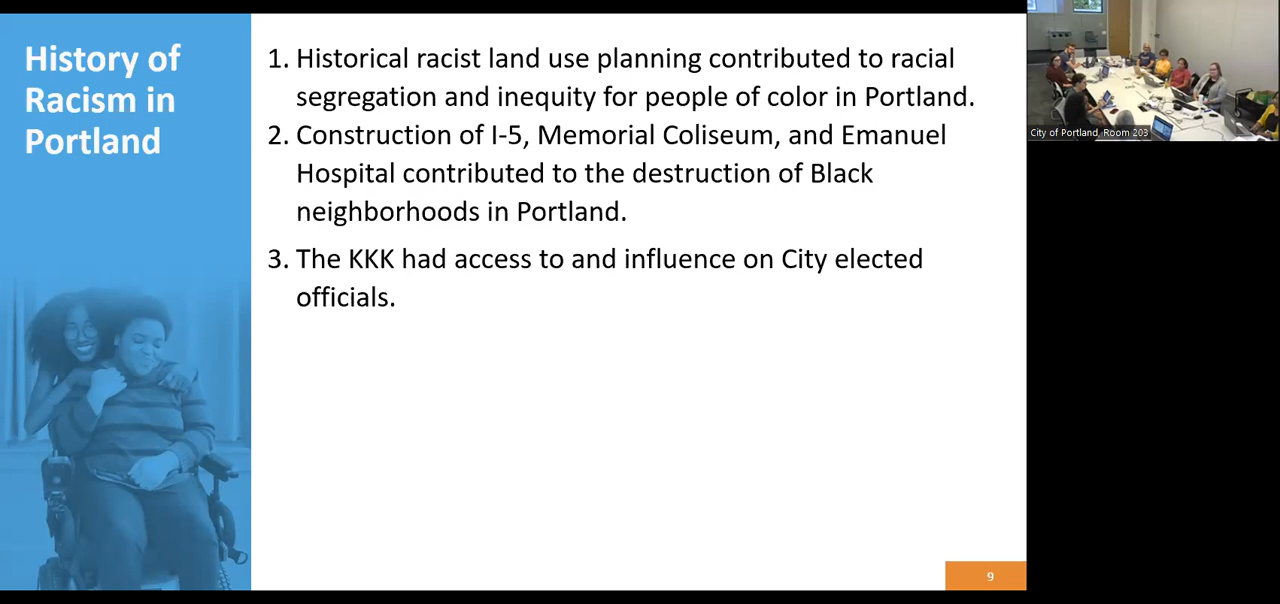 History of
Racism in
Portland
1. Historical racist land use planning contributed to racial
segregation and inequity for people of color in Portland.
2. Construction of I-5, Memorial Coliseum, and Emanuel
Hospital contributed to the destruction of Black
neighborhoods in Portland.
3. The KKK had access to and influence on City elected
officials.
9
City of Portland, Room 203